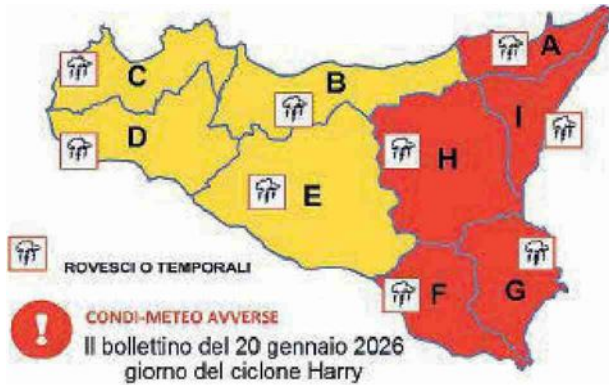 A
C
B
I
D
H
E
ROVESCI O TEMPORALI
F
G
CONDI-METEO AVVERSE
Il bollettino del 20 gennaio 2026
giorno del ciclone Harry